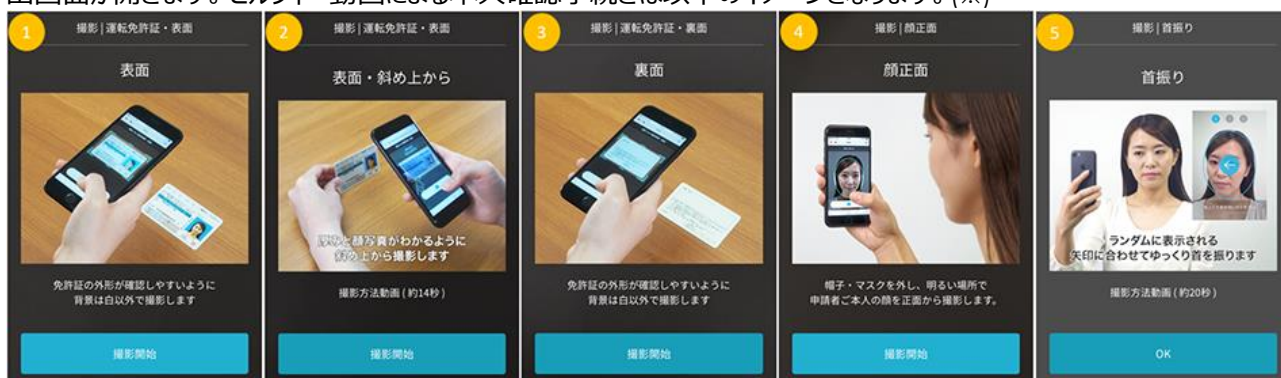 1
撮影 | 運転免許証・表面
表面
免許証の外形が確認しやすいように
背景は白以外で撮影します
撮影開始
2
撮影 | 運転免許証・表面
表面・斜め上から
厚みと顔写真がわかるように
斜め上から撮影します
撮影方法動画 ( 約14秒 )
撮影開始
3
撮影 | 運転免許証・裏面
裏面
免許証の外形が確認しやすいように
背景は白以外で撮影します
撮影開始
4
撮影 | 顔正面
顔正面
帽子・マスクを外し、明るい場所で
申請者ご本人の顔を正面から撮影します。
撮影開始
5
撮影 | 首振り
首振り
ランダムに表示される
矢印に合わせてゆっくり首を振ります
撮影方法動画 ( 約20秒 )
OK